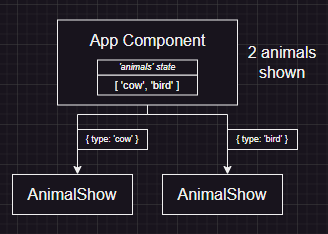 App Component
'animals' state
[ 'cow', 'bird' ]
2 animals
shown
{ type: 'cow' }
{ type: 'bird' }
AnimalShow
AnimalShow